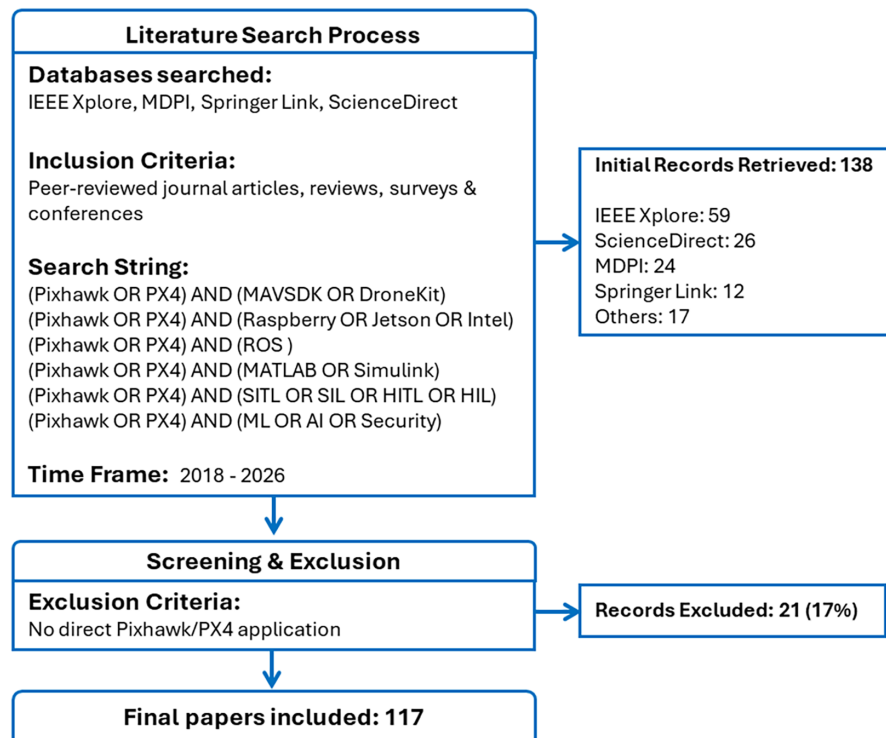 Literature Search Process
Databases searched:
IEEE Xplore, MDPI, Springer Link, ScienceDirect
Inclusion Criteria:
Peer-reviewed journal articles, reviews, surveys &
conferences
Search String:
(Pixhawk OR PX4) AND (MAVSDK OR DroneKit)
(Pixhawk OR PX4) AND (Raspberry OR Jetson OR Intel)
(Pixhawk OR PX4) AND (ROS )
(Pixhawk OR PX4) AND (MATLAB OR Simulink)
(Pixhawk OR PX4) AND (SITL OR SIL OR HITL OR HIL)
(Pixhawk OR PX4) AND (ML OR AI OR Security)
Time Frame: 2018 - 2026
Initial Records Retrieved: 138
IEEE Xplore: 59
ScienceDirect: 26
MDPI: 24
Springer Link: 12
Others: 17
Screening & Exclusion
Exclusion Criteria:
No direct Pixhawk/PX4 application
Records Excluded: 21 (17%)
Final papers included: 117